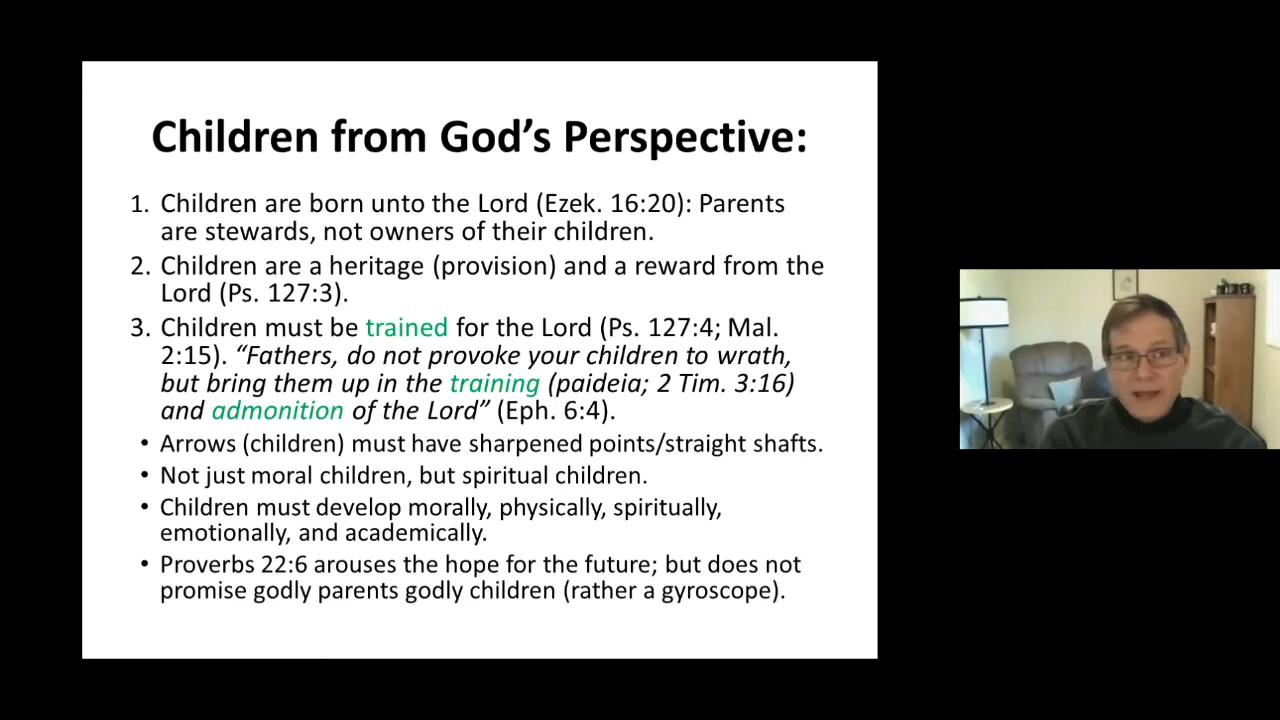 Children from God's Perspective:
1. Children are born unto the Lord (Ezek. 16:20): Parents
are stewards, not owners of their children.
2. Children are a heritage (provision) and a reward from the
Lord (Ps. 127:3).
3. Children must be trained for the Lord (Ps. 127:4; Mal.
2:15). “Fathers, do not provoke your children to wrath,
but bring them up in the training (paideia; 2 Tim. 3:16)
and admonition of the Lord” (Eph. 6:4).
• Arrows (children) must have sharpened points/straight shafts.
• Not just moral children, but spiritual children.
• Children must develop morally, physically, spiritually,
emotionally, and academically.
• Proverbs 22:6 arouses the hope for the future; but does not
promise godly parents godly children (rather a gyroscope).